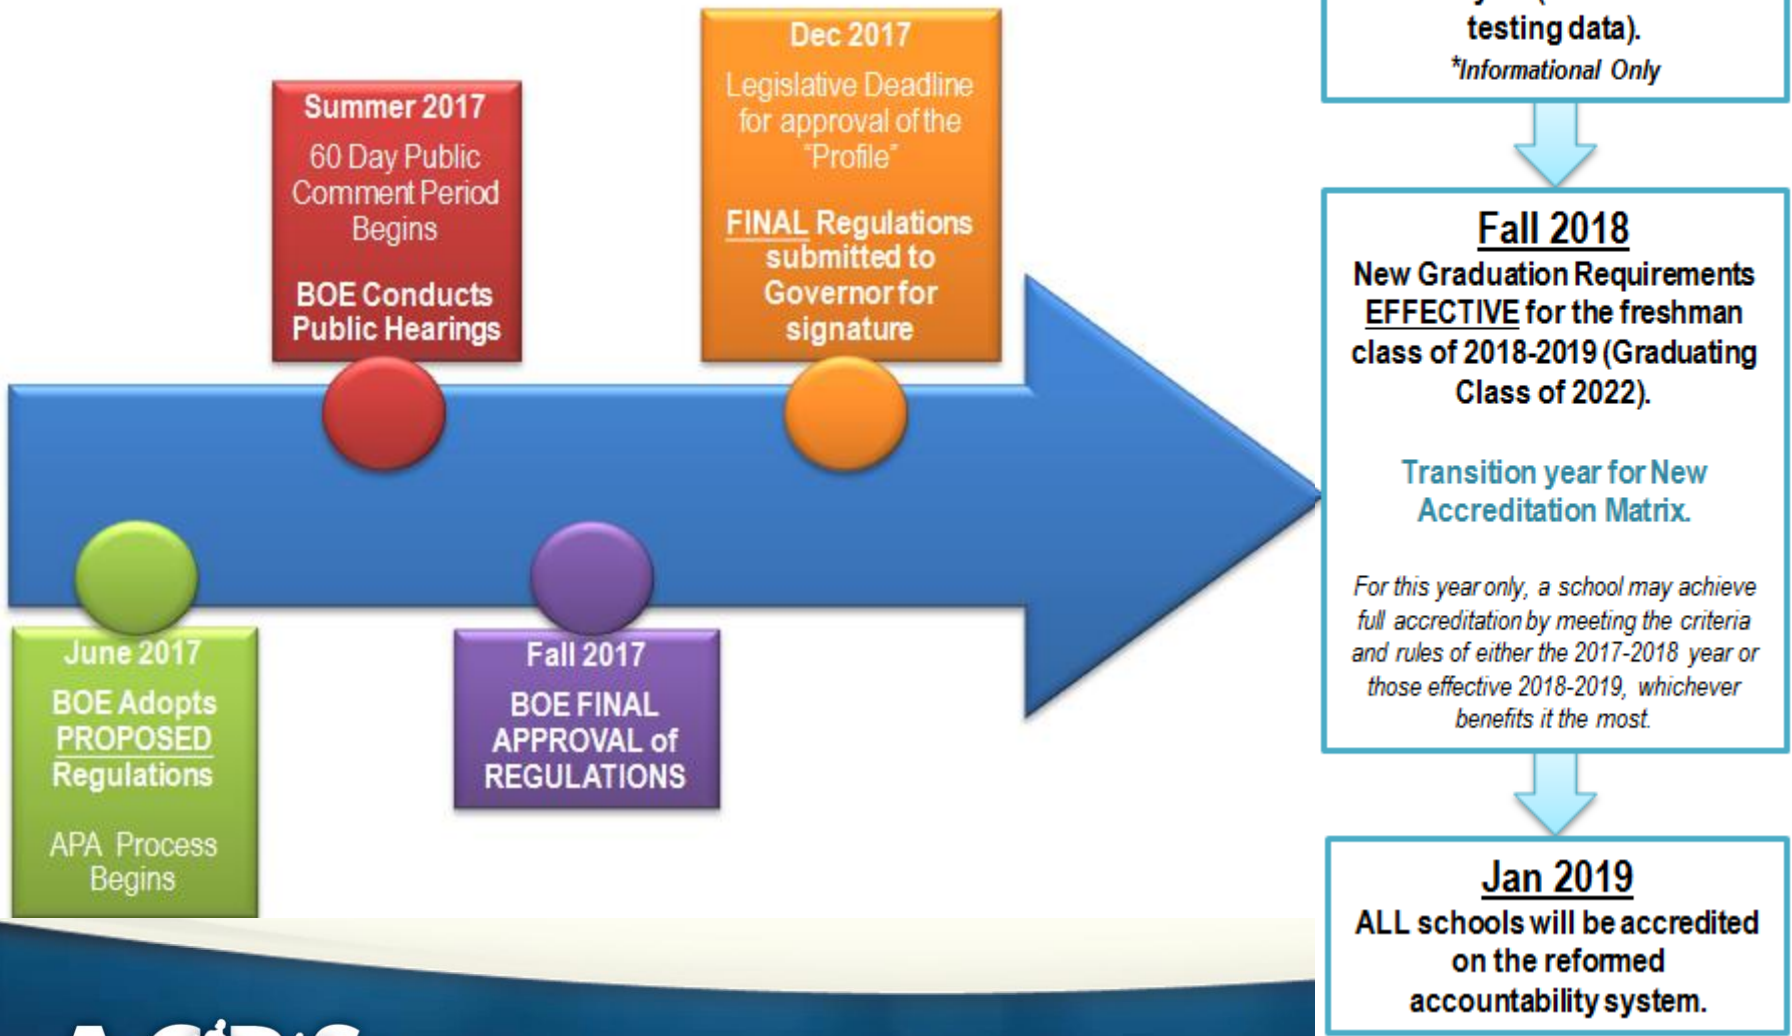 Summer 2017
60 Day Public
Comment Period
Begins
BOE Conducts
Public Hearings
Dec 2017
Legislative Deadline
for approval of the
"Profile"
FINAL Regulations
submitted to
Governor for
signature
June 2017
BOE Adopts
PROPOSED
Regulations
APA Process
Begins
Fall 2017
BOE FINAL
APPROVAL of
REGULATIONS
testing data).
*Informational Only
Fall 2018
New Graduation Requirements
EFFECTIVE for the freshman
class of 2018-2019 (Graduating
Class of 2022).
Transition year for New
Accreditation Matrix.
For this year only, a school may achieve
full accreditation by meeting the criteria
and rules of either the 2017-2018 year or
those effective 2018-2019, whichever
benefits it the most.
Jan 2019
ALL schools will be accredited
on the reformed
accountability system.